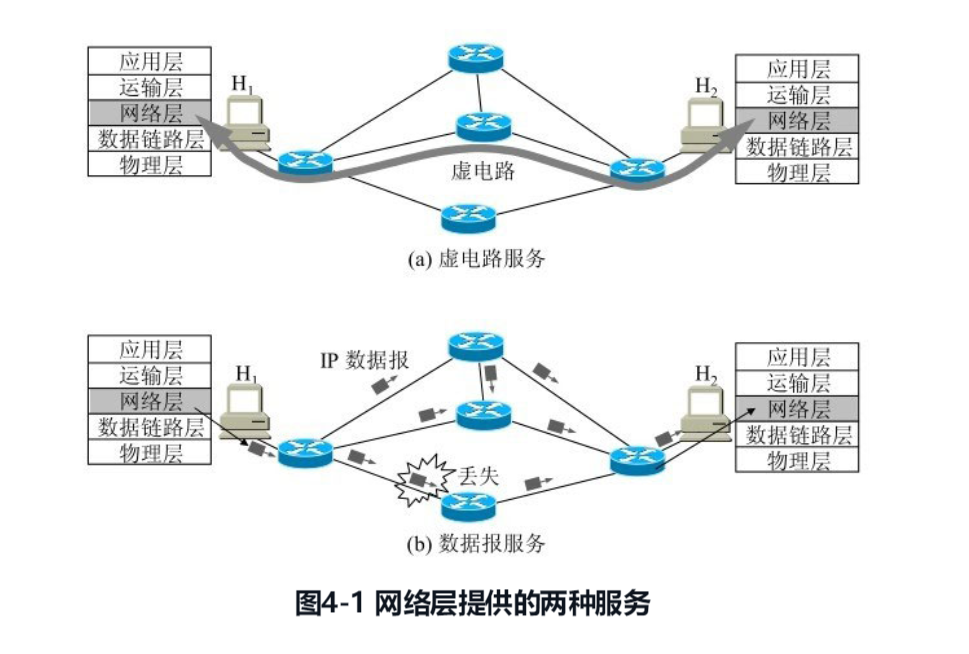 应用层
运输层
网络层
数据链路层
物理层
H1
虚电路
H2
应用层
运输层
网络层
数据链路层
物理层
(a) 虚电路服务
应用层
运输层
网络层
数据链路层
物理层
H1
IP 数据报
丢失
H2
应用层
运输层
网络层
数据链路层
物理层
(b) 数据报服务
图4-1 网络层提供的两种服务